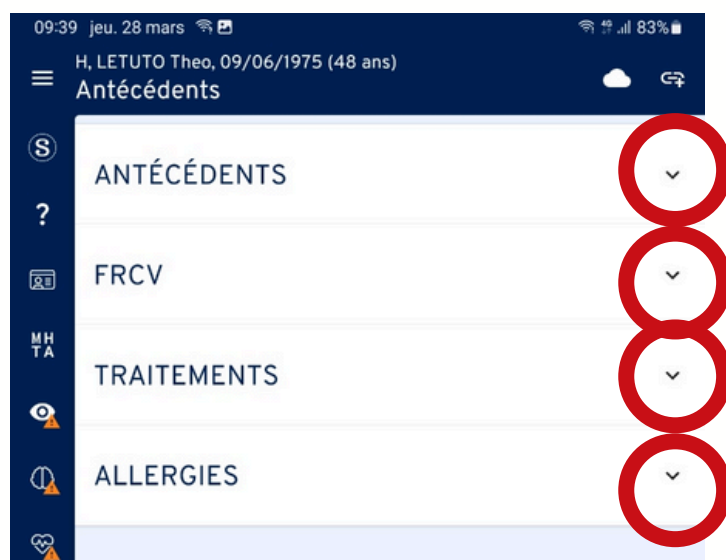 09:39 jeu. 28 mars 83%
H, LETUTO Theo, 09/06/1975 (48 ans)
Antécédents
S
?
MH
TA
ANTÉCÉDENTS
FRCV
TRAITEMENTS
ALLERGIES